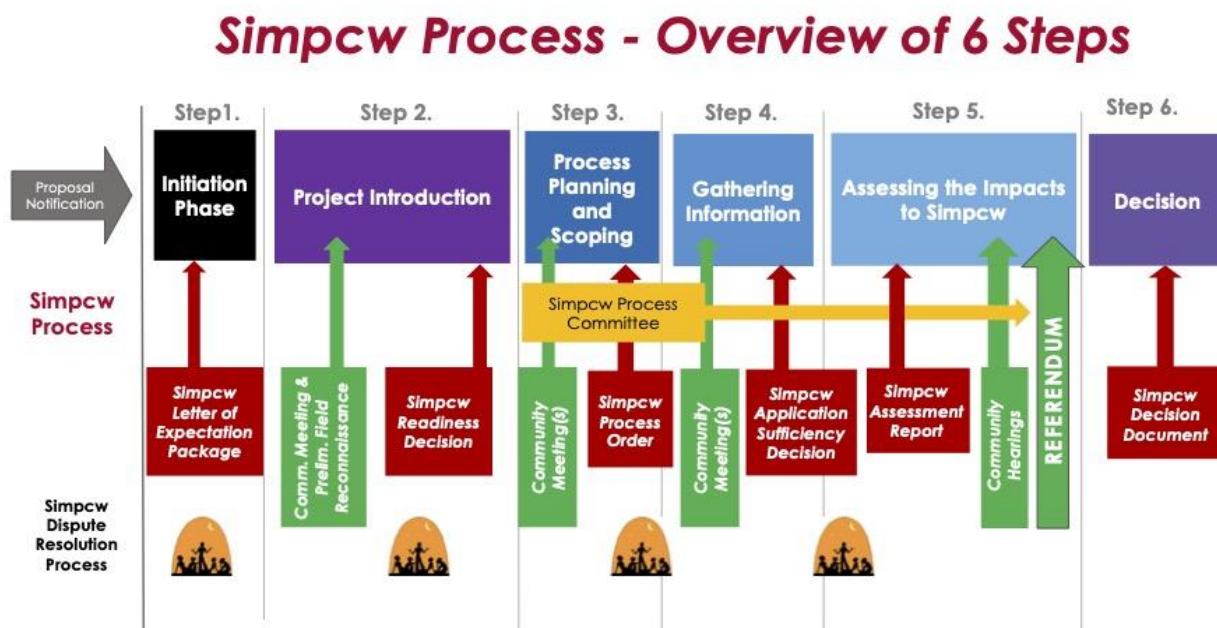 Simpcw Process - Overview of 6 Steps
Step1.
Step 2.
Step 3.
Step 4.
Step 5.
Step 6.
Proposal
Notification
Initiation
Phase
Project Introduction
Process
Planning
and
Scoping
Gathering
Information
Assessing the Impacts
to Simpcw
Decision
Simpcw
Process
Simpcw Process
Committee
Simpcw
Letter of
Expectation
Package
Comm. Meeting &
Prelim. Field
Reconnaissance
Simpcw
Readiness
Decision
Community
Meeting(s)
Simpcw
Process
Order
Community
Meeting(s)
Simpcw
Application
Sufficiency
Decision
Simpcw
Assessment
Report
Community
Hearings
REFERENDUM
Simpcw
Decision
Document
Simpcw
Dispute
Resolution
Process